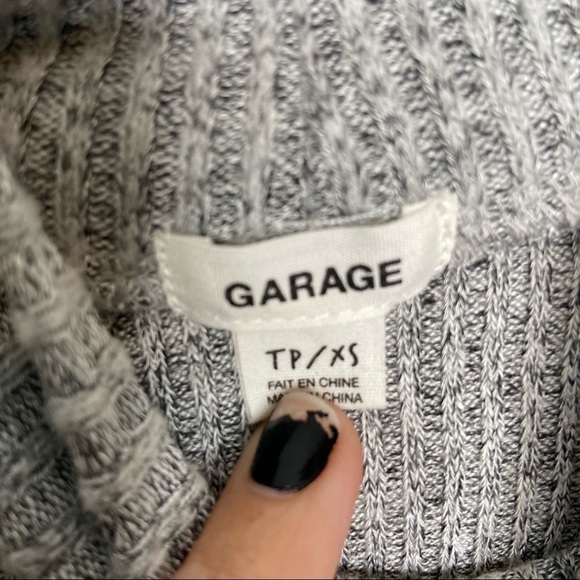 GARAGE
TP/XS
FAIT EN CHINE
CHINA